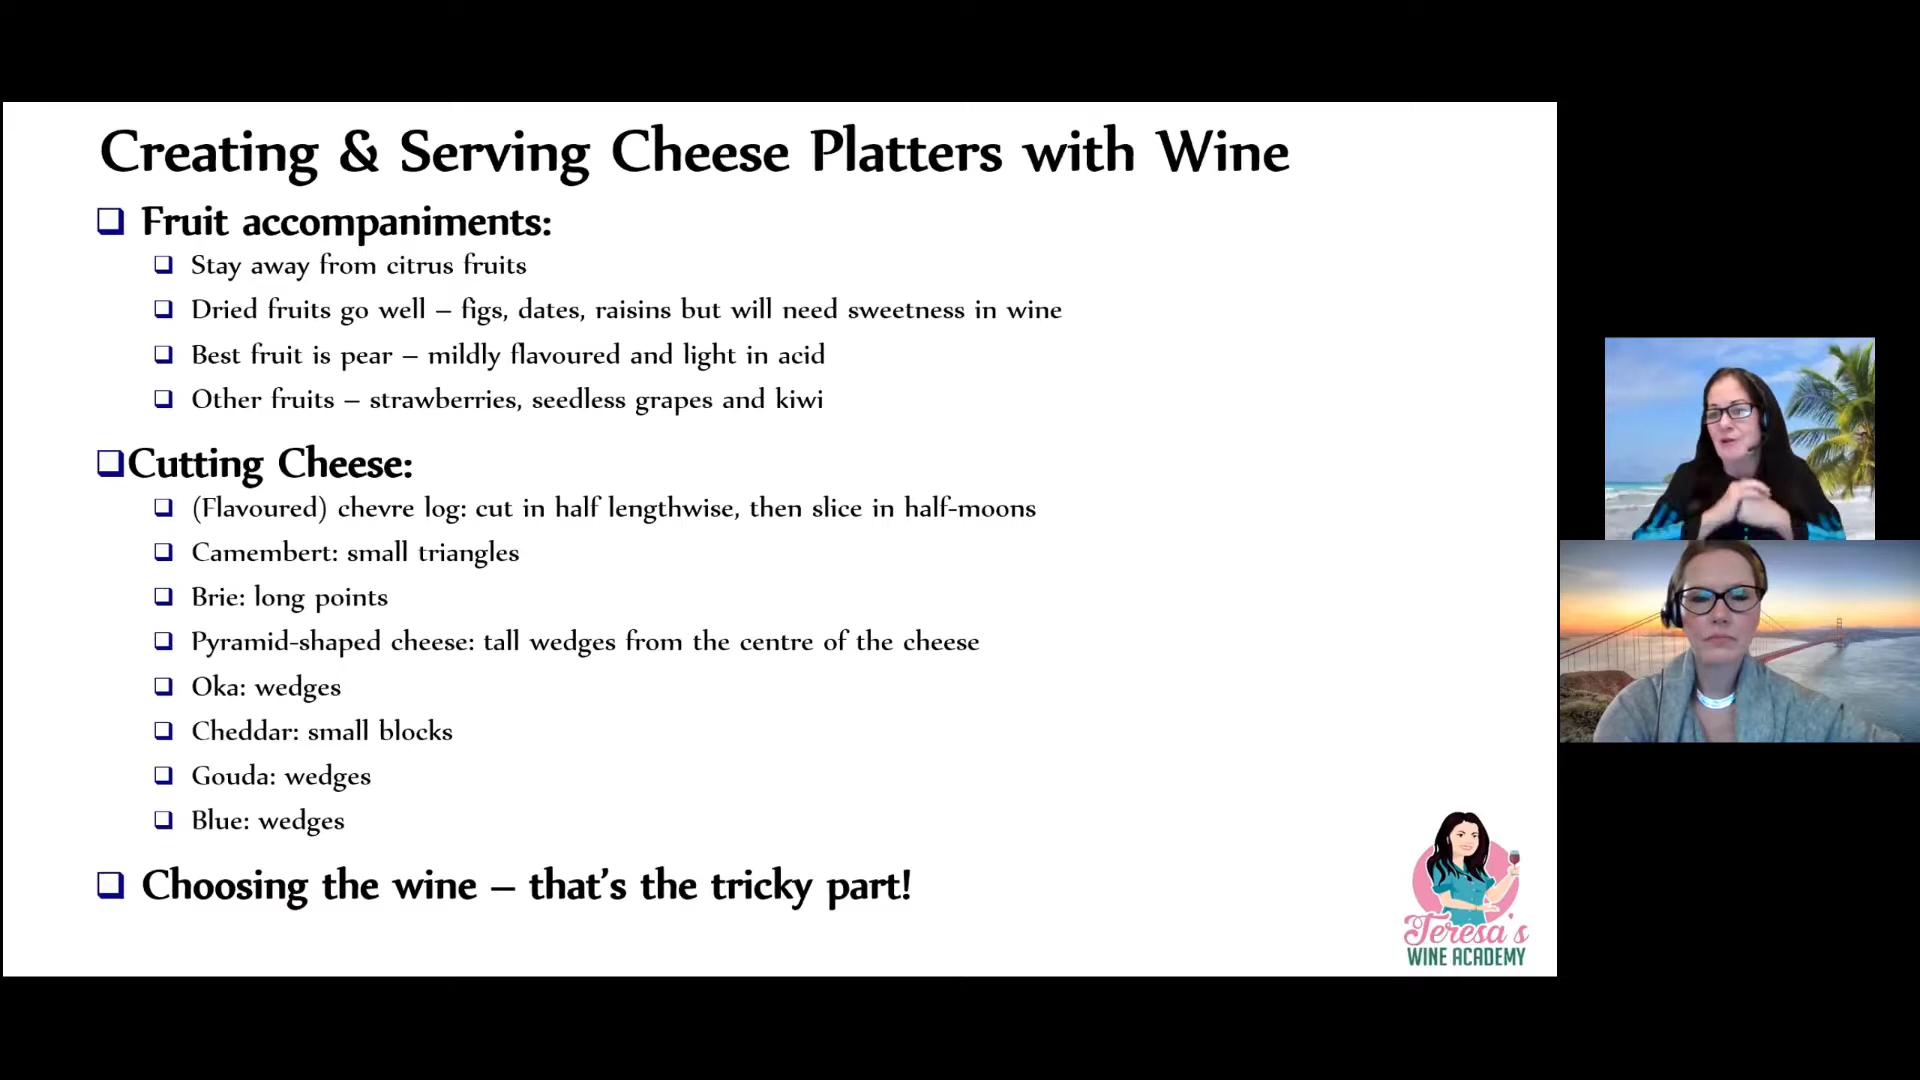 Creating & Serving Cheese Platters with Wine
Fruit accompaniments:
Stay away from citrus fruits
Dried fruits go well – figs, dates, raisins but will need sweetness in wine
Best fruit is pear – mildly flavoured and light in acid
Other fruits – strawberries, seedless grapes and kiwi
Cutting Cheese:
(Flavoured) chevre log: cut in half lengthwise, then slice in half-moons
Camembert: small triangles
Brie: long points
Pyramid-shaped cheese: tall wedges from the centre of the cheese
Oka: wedges
Cheddar: small blocks
Gouda: wedges
Blue: wedges
Choosing the wine – that’s the tricky part!
Teresa's
WINE ACADEMY